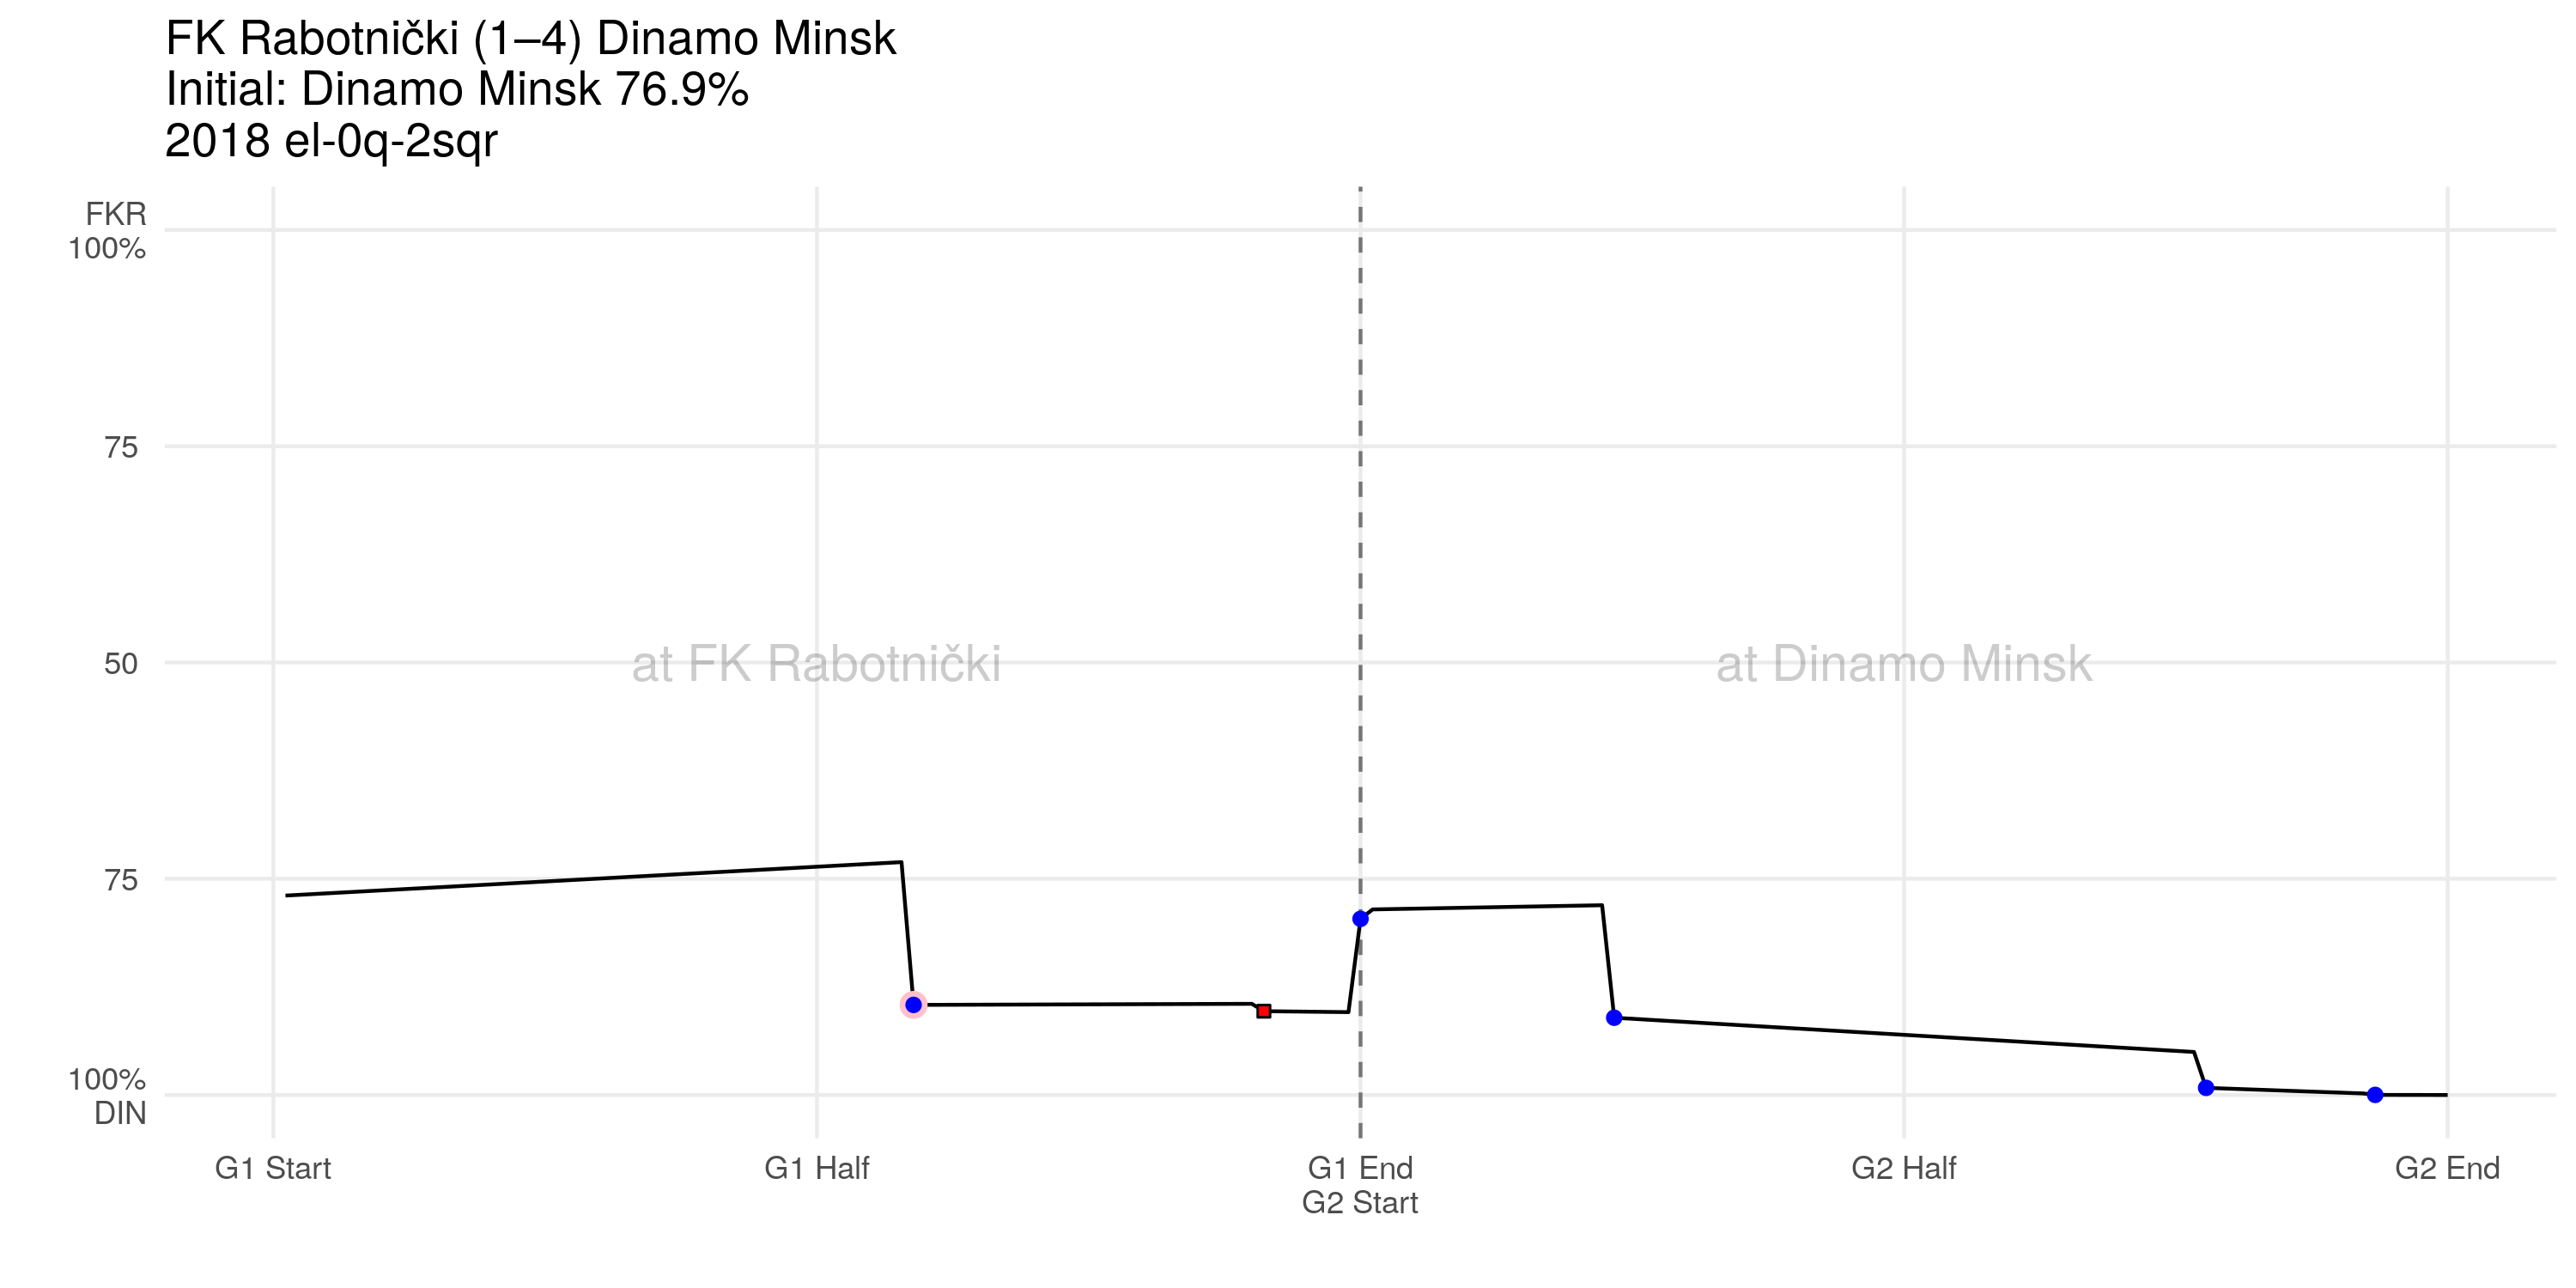 FK Rabotnički (1–4) Dinamo Minsk
Initial: Dinamo Minsk 76.9%
2018 el-0q-2sqr
FKR
100%
75
50
75
100%
DIN
at FK Rabotnički
at Dinamo Minsk
G1 Start
G1 Half
G1 End
G2 Start
G2 Half
G2 End